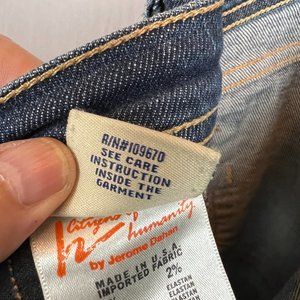 R/N#109670
SEE CARE
INSTRUCTION
INSIDE THE
GARMENT
Citizens of
humanity
by Jerome Dahan
MADE IN U.S.A.
IMPORTED FABRIC
2%
ELASTAN
ELASTAN